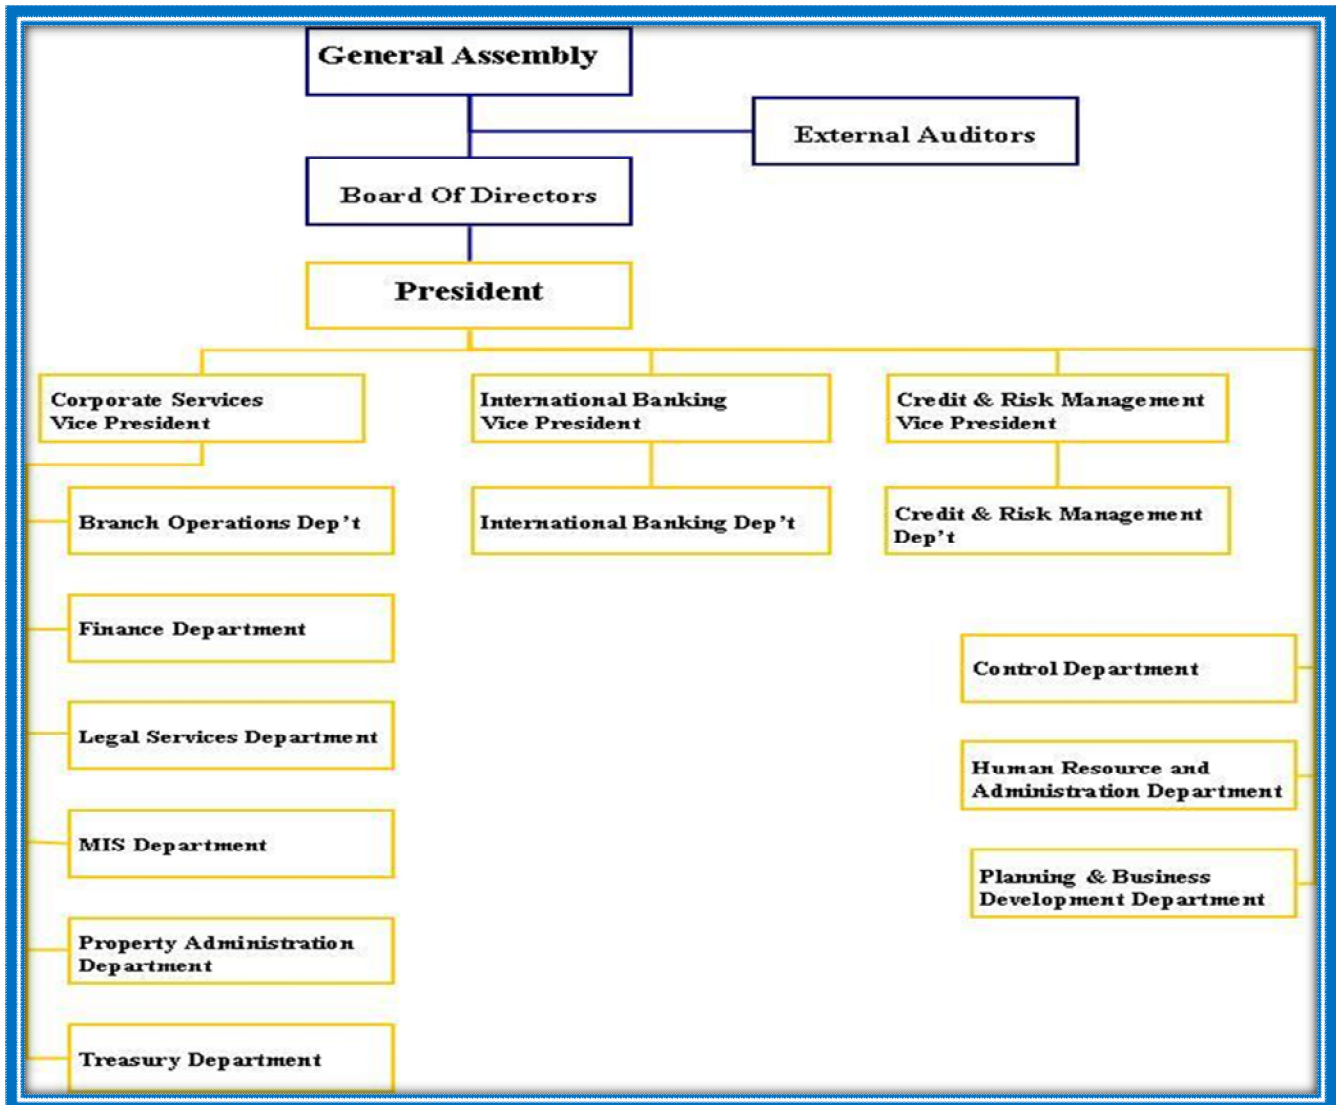 General Assembly
External Auditors
Board Of Directors
President
Corporate Services
Vice President
International Banking
Vice President
Credit & Risk Management
Vice President
Branch Operations Dep't
International Banking Dep't
Credit & Risk Management
Dep't
Finance Department
Control Department
Legal Services Department
Human Resource and
Administration Department
MIS Department
Planning & Business
Development Department
Property Administration
Department
Treasury Department